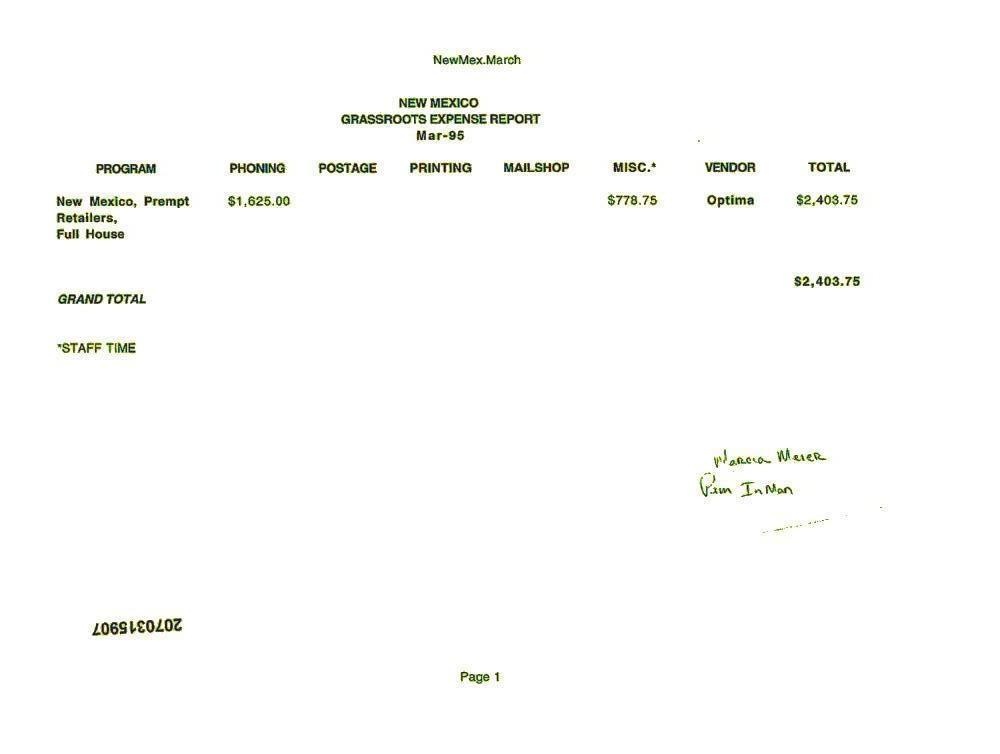 NewMex.March
NEW MEXICO
GRASSROOTS EXPENSE REPORT
Mar-95
PROGRAM PHONING POSTAGE PRINTING MAILSHOP MISC.* VENDOR TOTAL
New Mexico, Prempt $1,625.00 $778.75 Optima $2,403.75
Retailers,
Full House
$2,403.75
GRAND TOTAL
*STAFF TIME
Marcia Meier
InMan
2070315907
Page 1